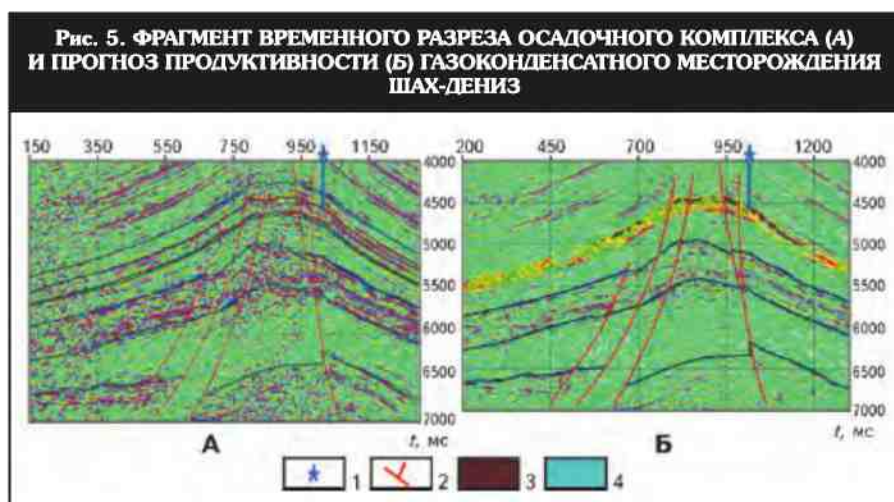 Рис. 5. ФРАГМЕНТ ВРЕМЕННОГО РАЗРЕЗА ОСАДОЧНОГО КОМПЛЕКСА (А)
И ПРОГНОЗ ПРОДУКТИВНОСТИ (Б) ГАЗОКОНДЕНСАТНОГО МЕСТОРОЖДЕНИЯ
ШАХ-ДЕНИЗ
150 350 550 750 950 1150
200 450 700 950 1200
4000 4000
4500 4500
5000 5000
5500 5500
6000 6000
6500 6500
7000 7000
t, мс t, мс
А Б
1 2 3 4